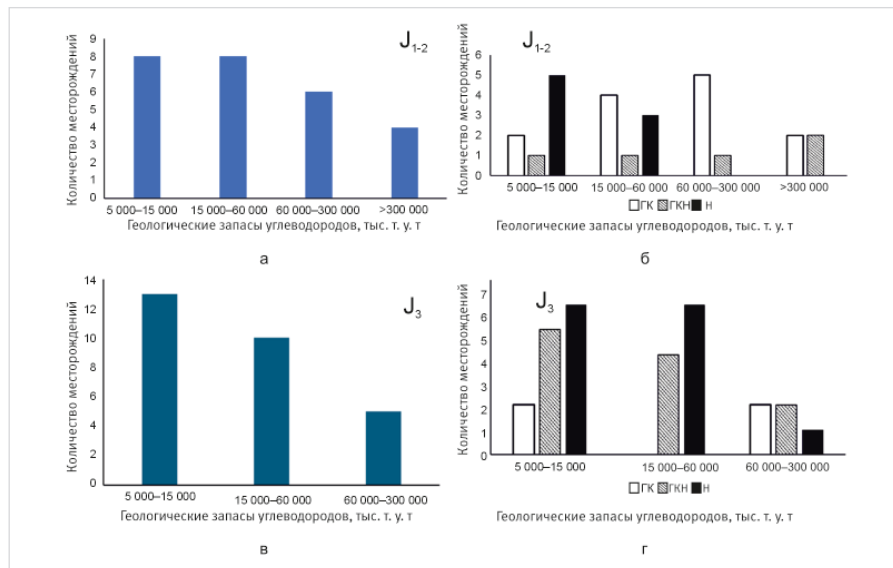 J1-2
Количество месторождений
9
8
7
6
5
4
3
2
1
0
5 000–15 000
15 000–60 000
60 000–300 000
>300 000
Геологические запасы углеводородов, тыс. т. у. т
а
J1-2
Количество месторождений
6
5
4
3
2
1
0
5 000–15 000
15 000–60 000
60 000–300 000
>300 000
ГК ГКН Н
Геологические запасы углеводородов, тыс. т. у. т
б
J3
Количество месторождений
14
12
10
8
6
4
2
0
5 000–15 000
15 000–60 000
60 000–300 000
Геологические запасы углеводородов, тыс. т. у. т
в
J3
Количество месторождений
7
6
5
4
3
2
1
0
5 000–15 000
15 000–60 000
60 000–300 000
ГК ГКН Н
Геологические запасы углеводородов, тыс. т. у. т
г